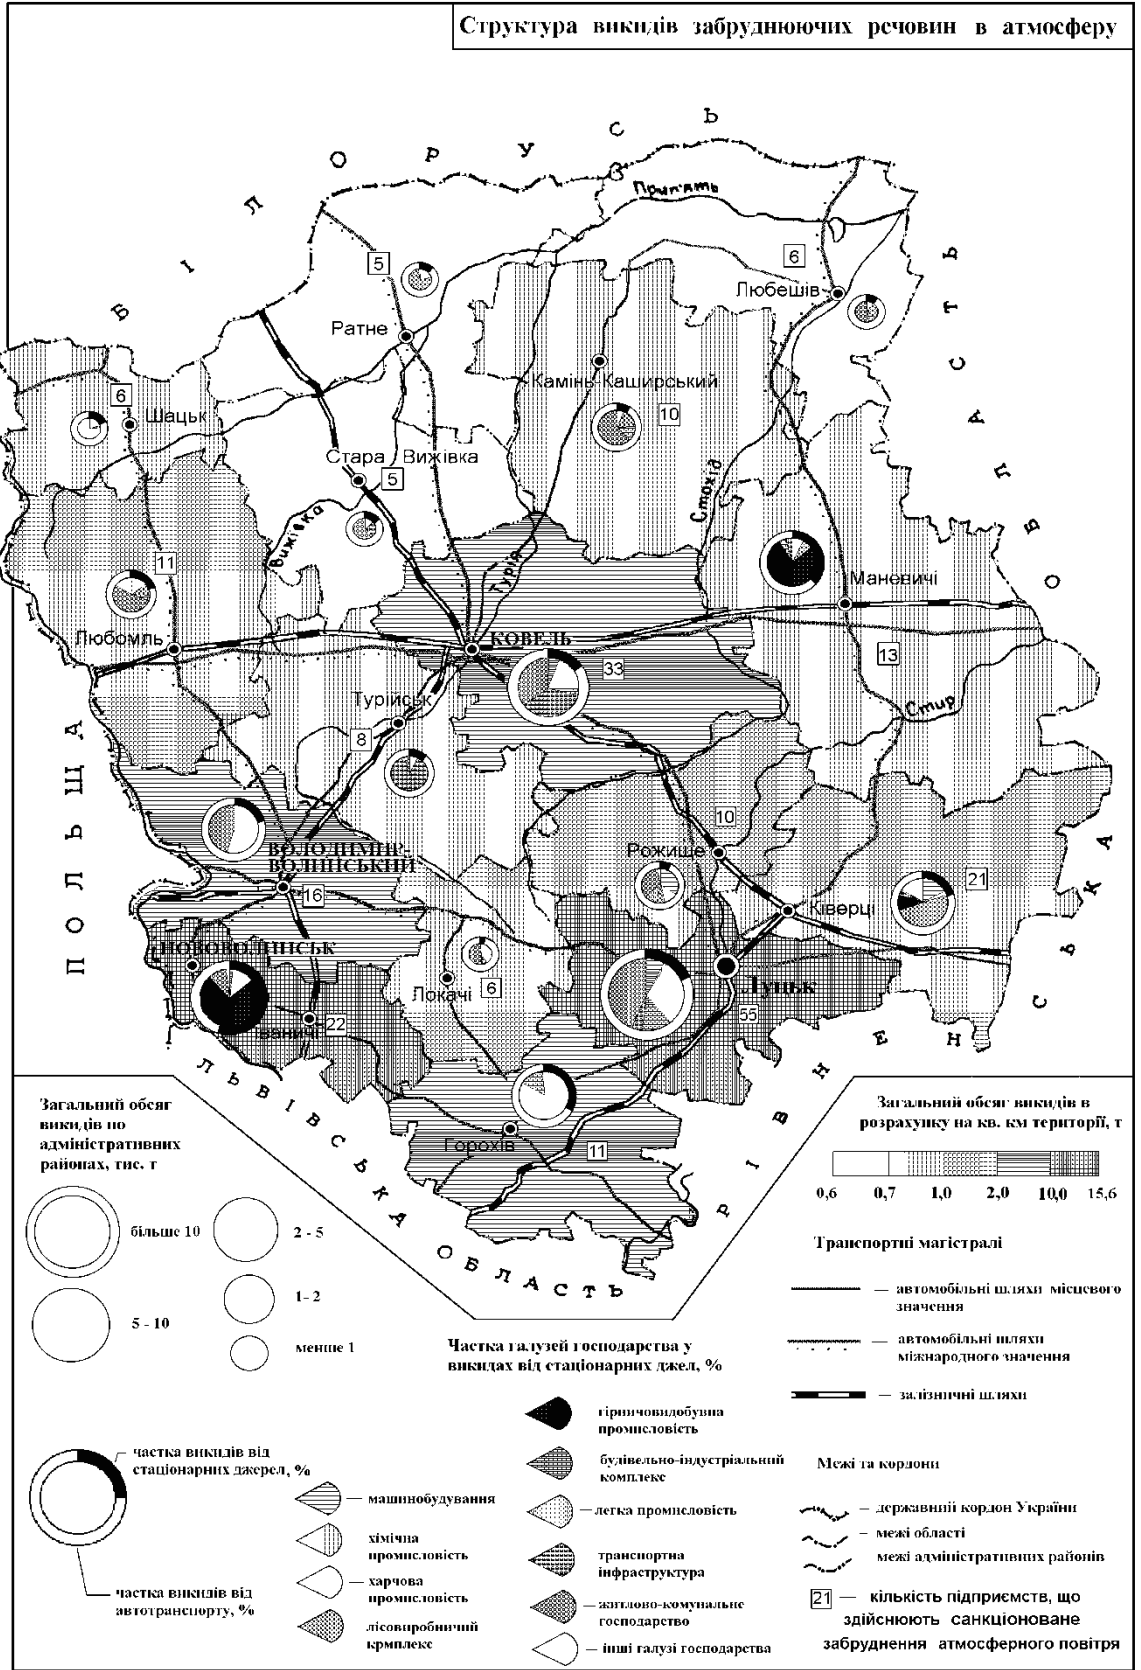 Структура викидів забруднюючих речовин в атмосферу
БІЛОРУСЬ
Прип'ять
5
6
Любешів
Ратне
Камінь-Каширський
10
6
Шацьк
Стара Вижівка
5
Стохід
Вижівка
Турія
11
Маневичі
Любомль
КОВЕЛЬ
33
13
Турійськ
Стир
8
ПОЛЬЩА
10
Рожище
ВОЛОДИМИР-
ВОЛИНСЬКИЙ
16
21
Ківерці
НОВОВОЛИНСЬК
Локачі
6
Луцьк
55
Іваничі
22
Горохів
11
ЛЬВІВСЬКА ОБЛАСТЬ
РІВНЕНСЬКА ОБЛАСТЬ
Загальний обсяг
викидів по
адміністративних
районах, тис. т
більше 10
2 - 5
5 - 10
1 - 2
менше 1
Загальний обсяг викидів в
розрахунку на кв. км території, т
0,6 0,7 1,0 2,0 10,0 15,6
Транспортні магістралі
— автомобільні шляхи місцевого
значення
— автомобільні шляхи
міжнародного значення
— залізничні шляхи
Частка галузей господарства у
викидах від стаціонарних джел, %
частка викидів від
стаціонарних джерел, %
частка викидів від
автотранспорту, %
— машинобудування
хімічна
промисловість
— харчова
промисловість
лісовиробничий
крмплекс
гірничовидобувна
промисловість
будівельно-індустріальний
комплекс
— легка промисловість
транспортна
інфраструктура
— житлово-комунальне
господарство
— інші галузі господарства
Межі та кордони
— державний кордон України
— межі області
межі адміністративних районів
21 — кількість підприємств, що
здійснюють санкціоноване
забруднення атмосферного повітря